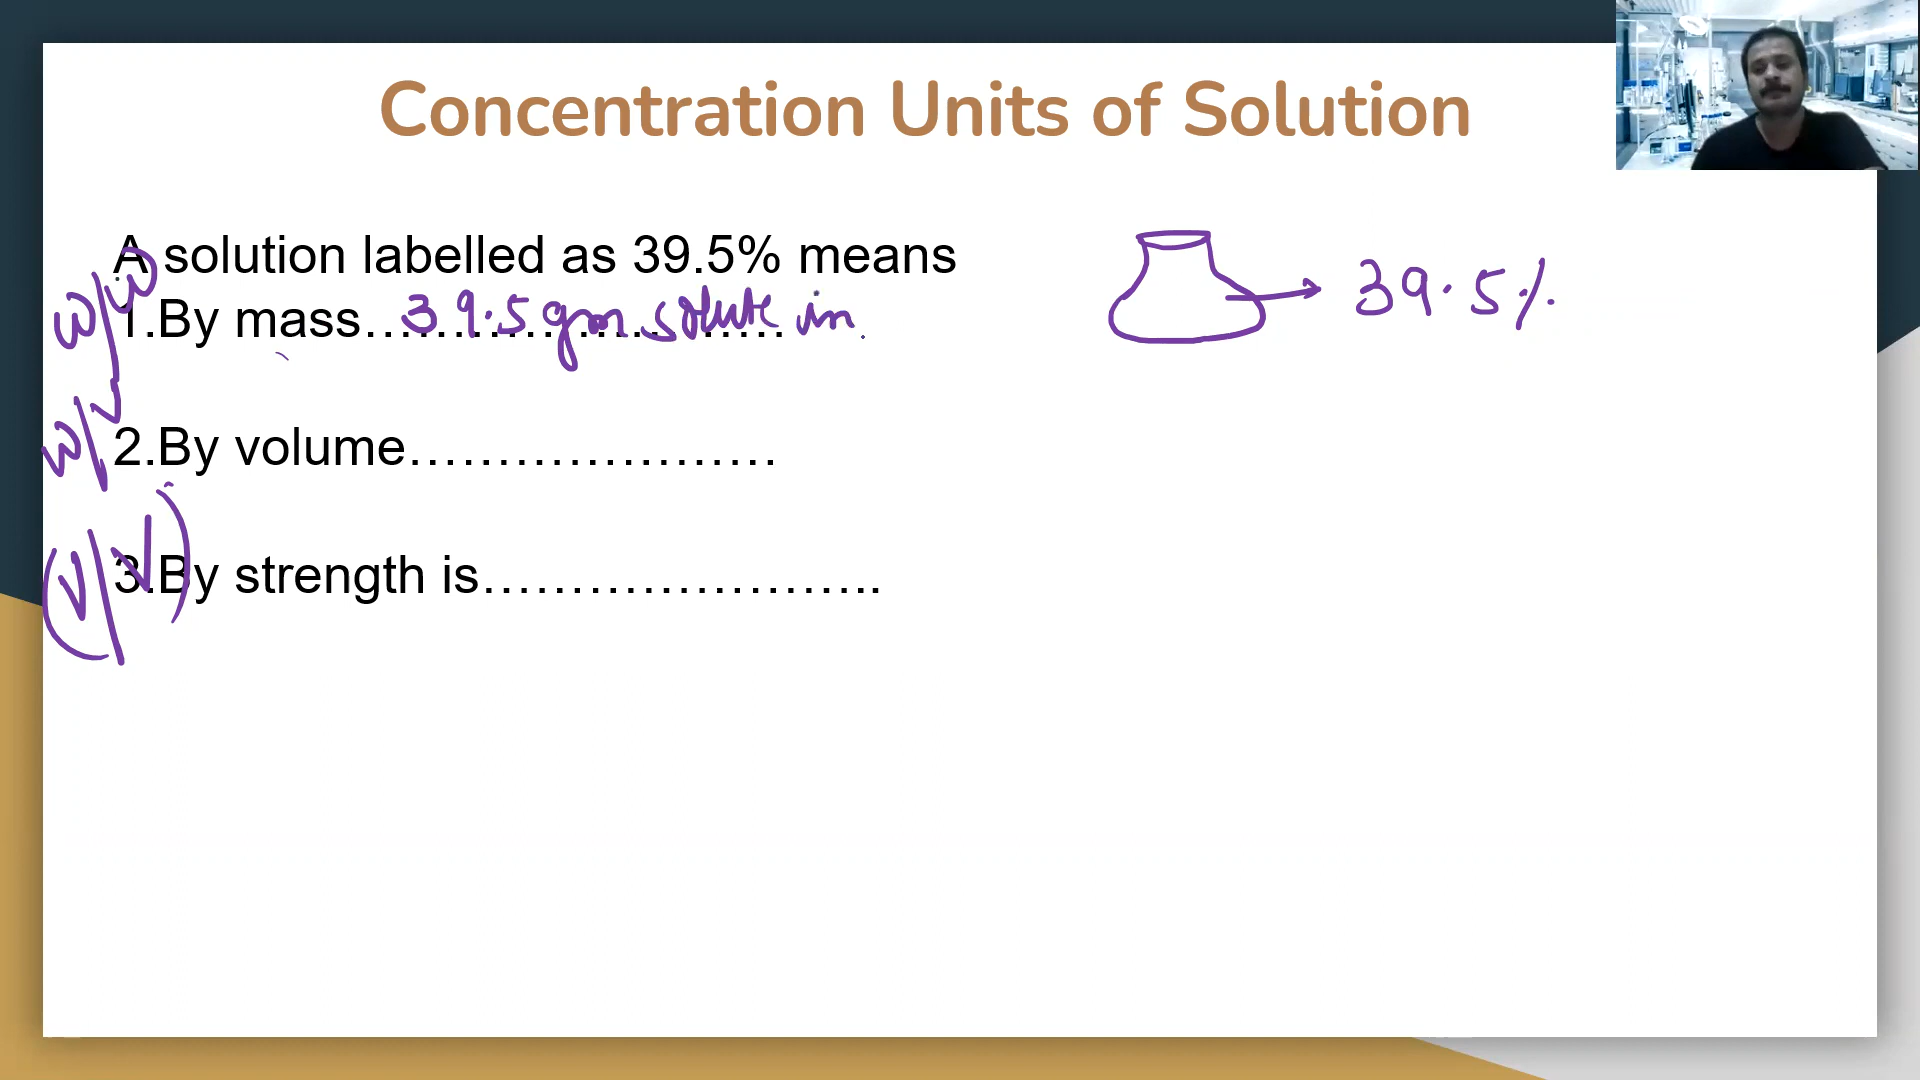 Concentration Units of Solution
A solution labelled as 39.5% means
39.5%
w/w
1.By mass…………………… 39.5 gm solute in
w/v
2.By volume…………………
(v/v)
3.By strength is…………………..